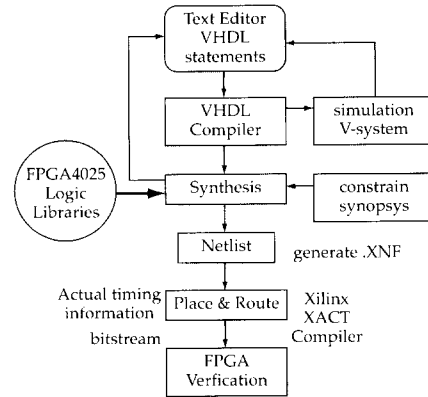 Text Editor
VHDL
statements
VHDL
Compiler
simulation
V-system
FPGA4025
Logic
Libraries
Synthesis
constrain
synopsys
Netlist
generate .XNF
Actual timing
information
Place & Route
Xilinx
XACT
Compiler
bitstream
FPGA
Verfication